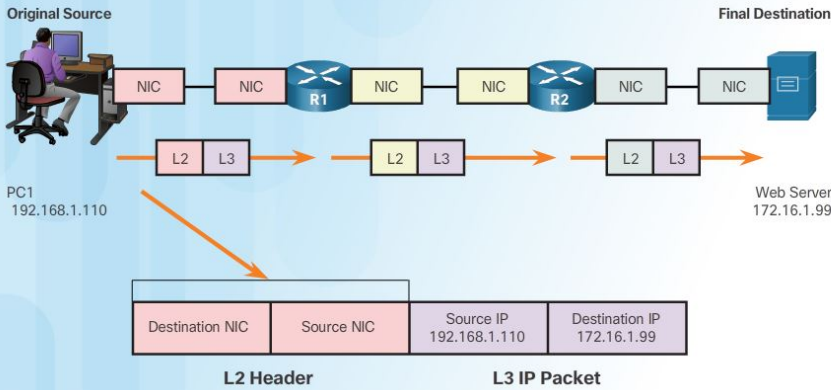 Original Source
Final Destination
NIC
NIC
R1
NIC
NIC
R2
NIC
NIC
L2 L3
L2 L3
L2 L3
PC1
192.168.1.110
Web Server
172.16.1.99
Destination NIC
Source NIC
Source IP
192.168.1.110
Destination IP
172.16.1.99
L2 Header
L3 IP Packet